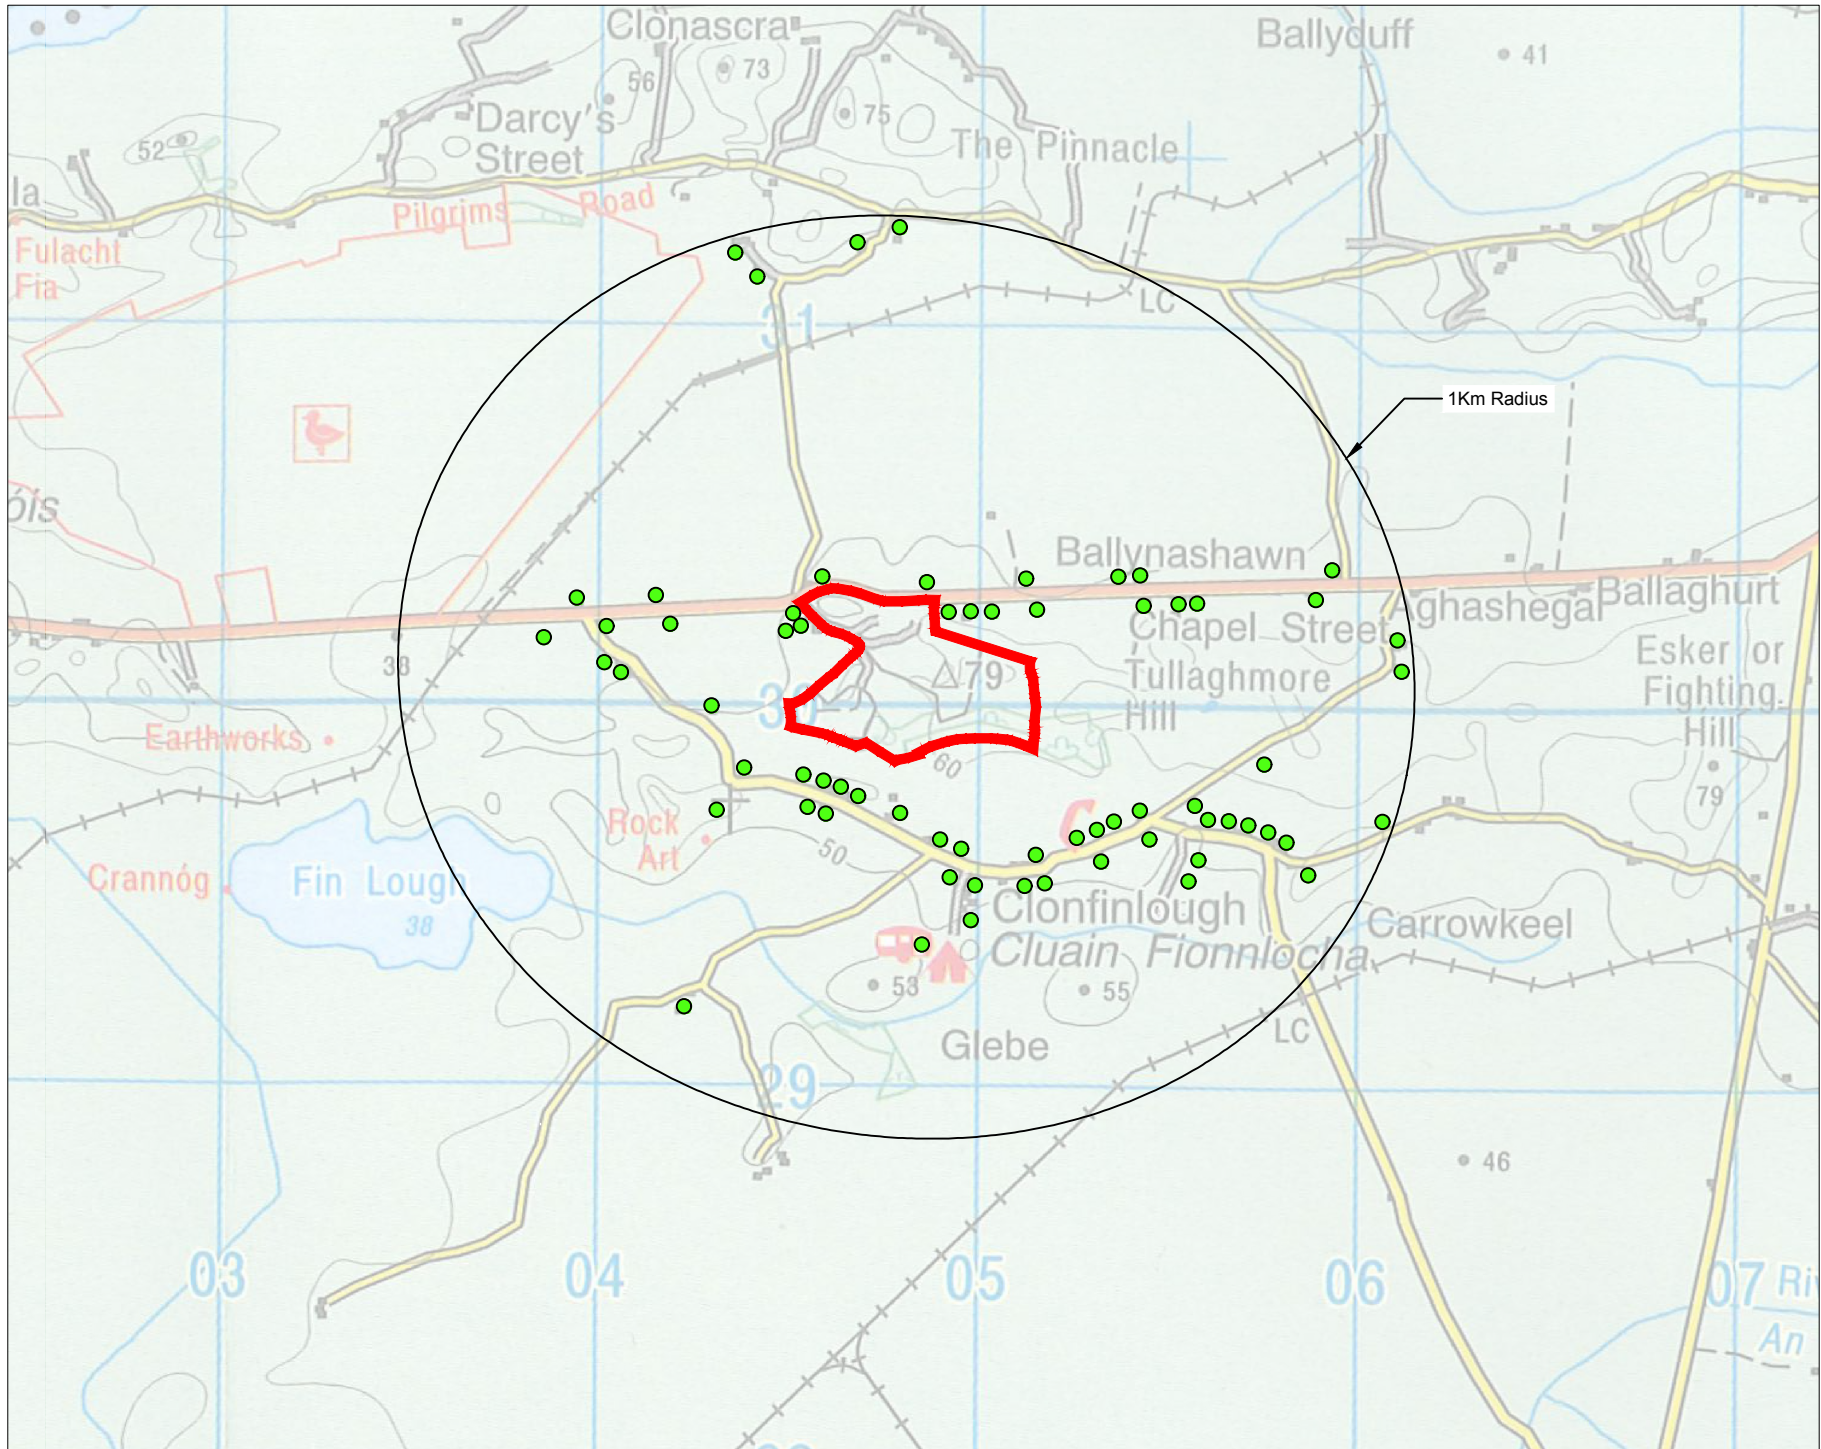 Clonascra
Ballyduff
41
73
56
75
Darcy's
Street
The Pinnacle
52
la
Pilgrims Road
Fulacht
Fia
LC
31
1Km Radius
óis
Ballynashawn
Ballaghurt
ghashegal
Chapel Street
38
79
Tullaghmore
Hill
Esker or
Fighting
Hill
30
Earthworks
60
79
Rock
Art
50
Crannóg
Fin Lough
38
Clonfinlough
Cluain Fionnlocha
Carrowkeel
53
55
Glebe
LC
29
46
03
04
05
06
07
Riv
An